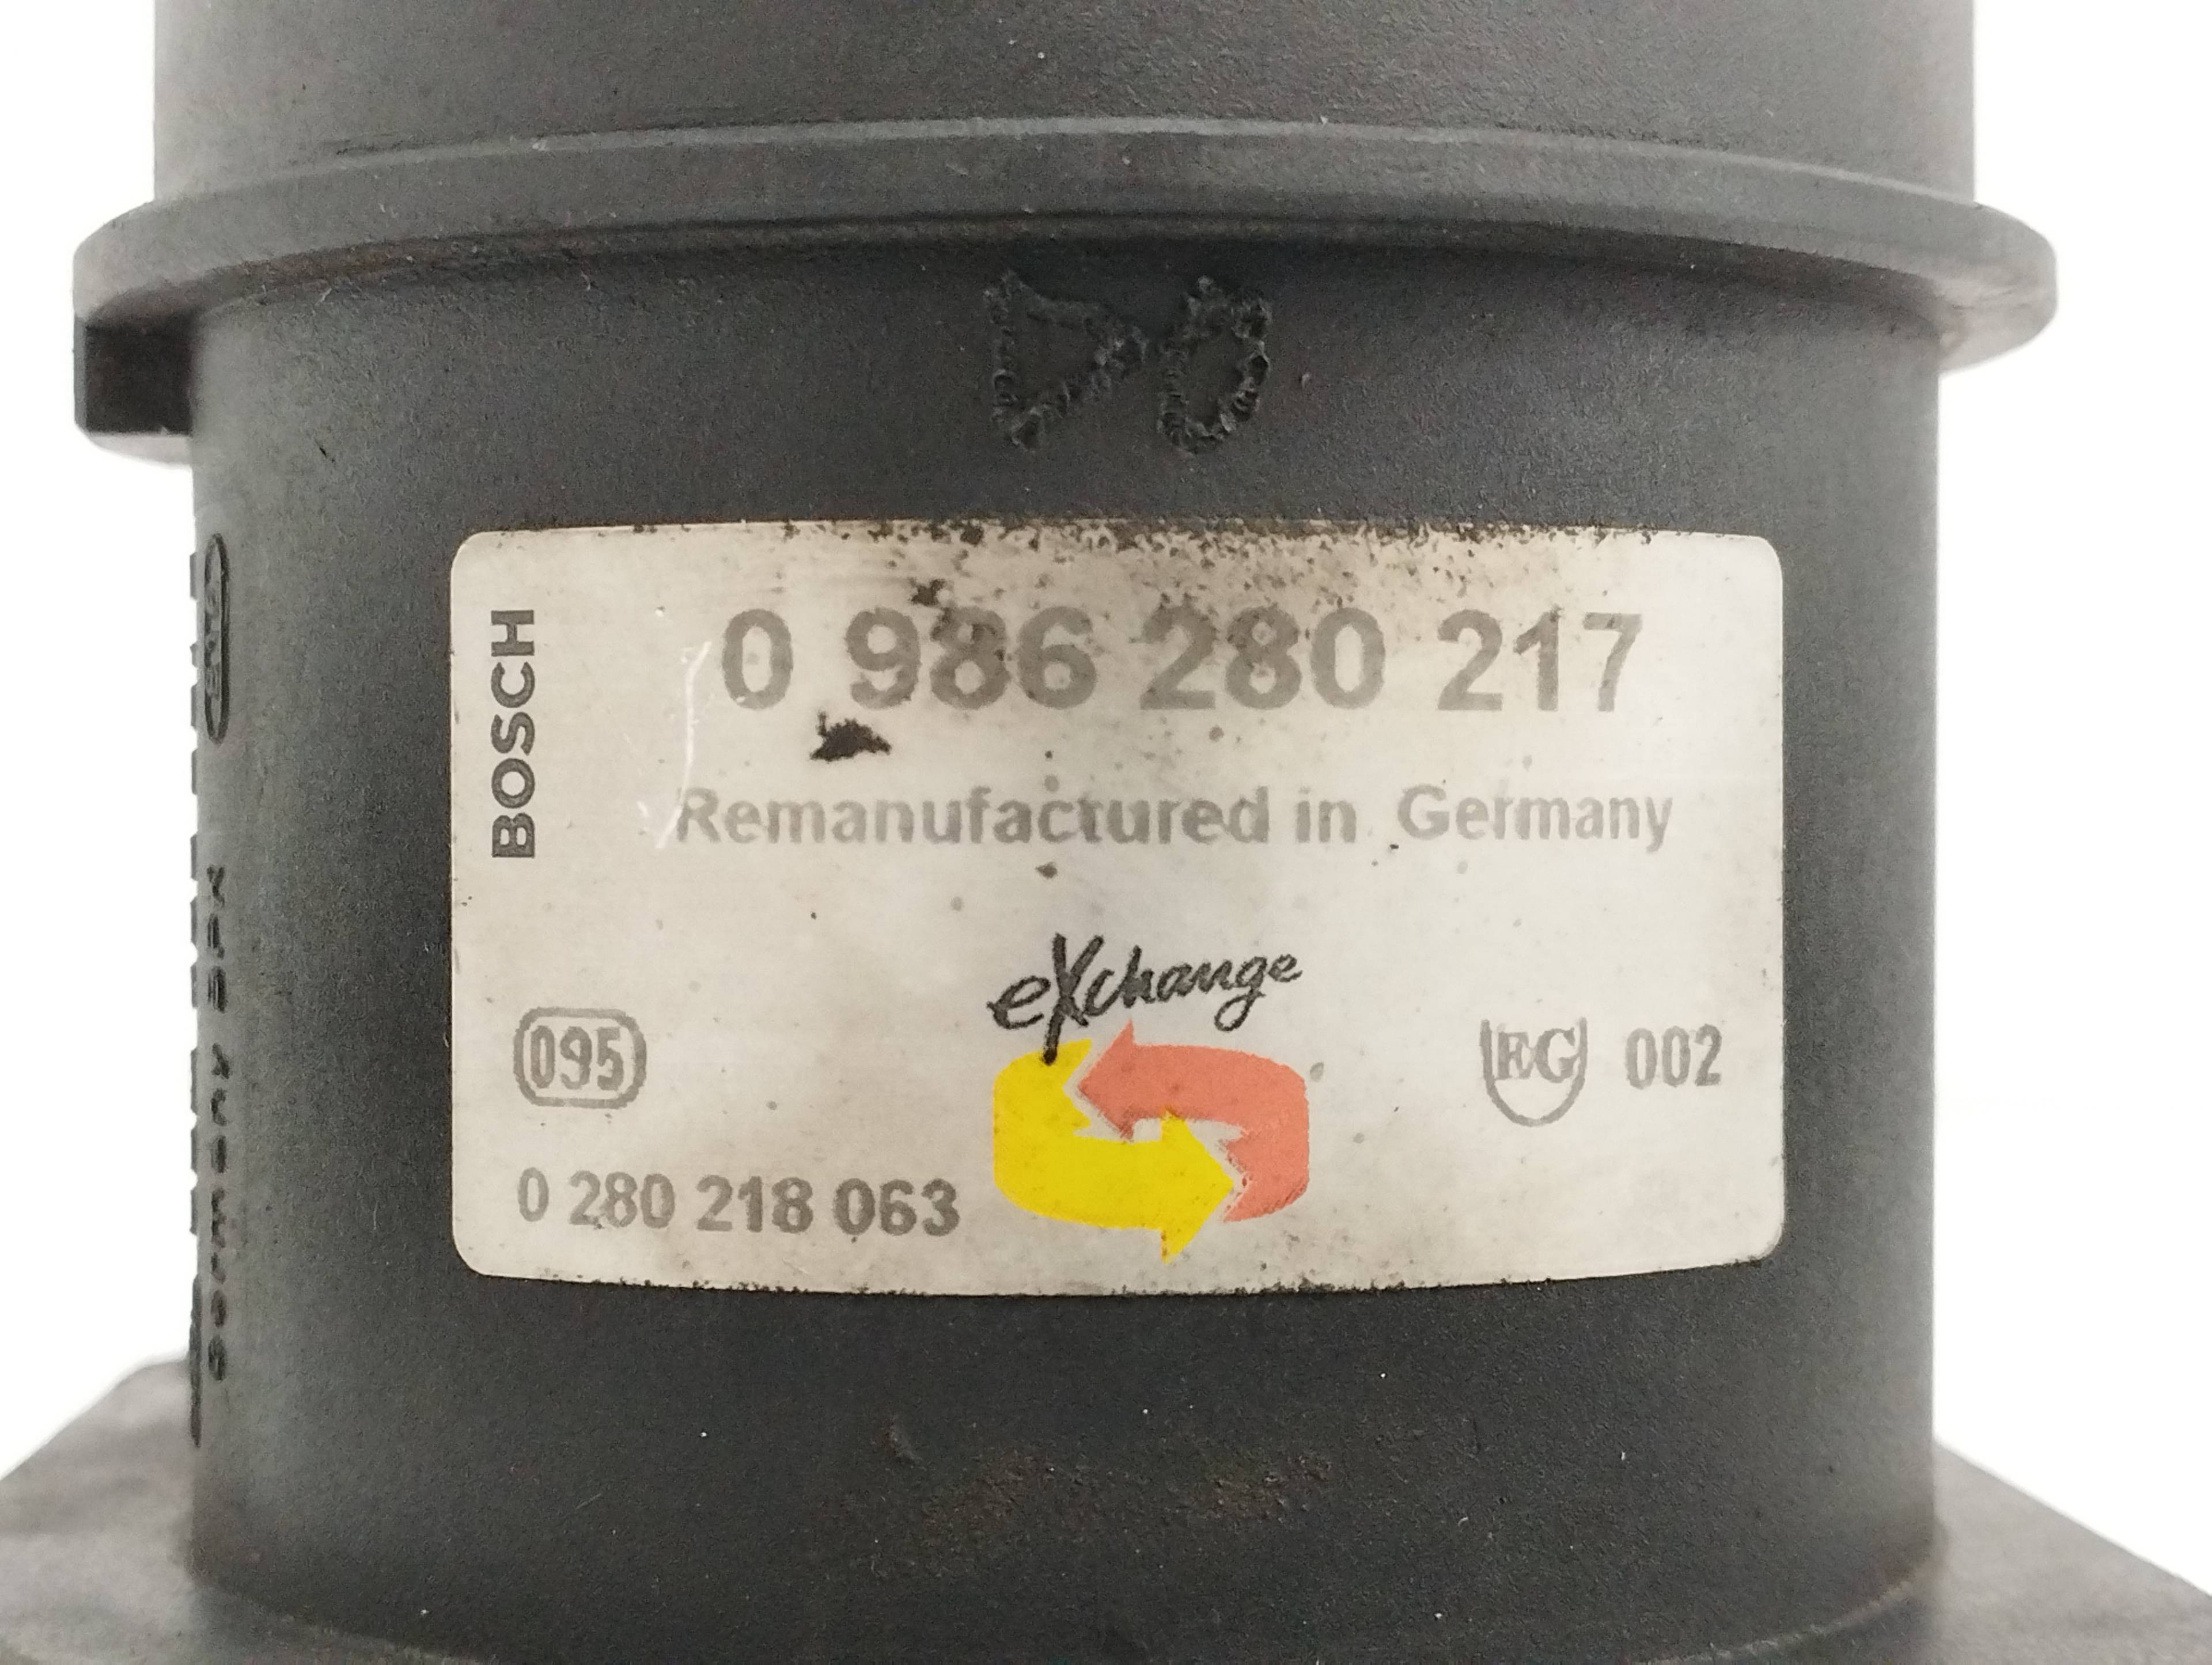 BOSCH
0 986 280 217
Remanufactured in Germany
eXchange
095
EG 002
0 280 218 063